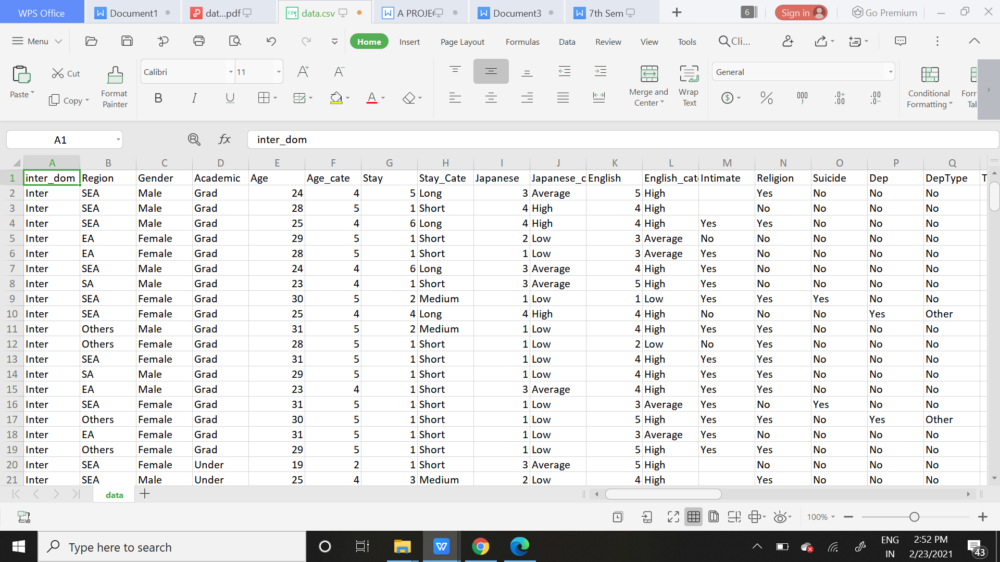 WPS Office Document1 dat...pdf data.csv A PROJE Document3 7th Sem 6 Sign in Go Premium
Menu Home Insert Page Layout Formulas Data Review View Tools Cli...
Paste Cut Copy Format Painter Calibri 11 Merge and Center Wrap Text General Conditional Formatting
A1 fx inter_dom
A B C D E F G H I J K L M N O P Q
1 inter_dom Region Gender Academic Age Age_cate Stay Stay_Cate Japanese Japanese_c English English_cat Intimate Religion Suicide Dep DepType T
2 Inter SEA Male Grad 24 4 5 Long 3 Average 5 High Yes No No No
3 Inter SEA Male Grad 28 5 1 Short 4 High 4 High No No No No
4 Inter SEA Male Grad 25 4 6 Long 4 High 4 High Yes Yes No No No
5 Inter EA Female Grad 29 5 1 Short 2 Low 3 Average No No No No No
6 Inter EA Female Grad 28 5 1 Short 1 Low 3 Average Yes No No No No
7 Inter SEA Male Grad 24 4 6 Long 3 Average 4 High Yes No No No No
8 Inter SA Male Grad 23 4 1 Short 3 Average 5 High Yes No No No No
9 Inter SEA Female Grad 30 5 2 Medium 1 Low 1 Low Yes Yes Yes No No
10 Inter SEA Female Grad 25 4 4 Long 4 High 4 High No No No Yes Other
11 Inter Others Male Grad 31 5 2 Medium 1 Low 4 High Yes Yes No No No
12 Inter Others Female Grad 28 5 1 Short 1 Low 2 Low No Yes No No No
13 Inter SEA Female Grad 31 5 1 Short 1 Low 4 High Yes Yes No No No
14 Inter SA Male Grad 29 5 1 Short 1 Low 4 High Yes Yes No No No
15 Inter EA Male Grad 23 4 1 Short 3 Average 4 High Yes Yes No No No
16 Inter SEA Female Grad 31 5 1 Short 1 Low 3 Average Yes No Yes No No
17 Inter Others Female Grad 30 5 1 Short 1 Low 5 High Yes Yes No Yes Other
18 Inter EA Female Grad 31 5 1 Short 1 Low 3 Average Yes No No No No
19 Inter Others Female Grad 29 5 1 Short 1 Low 5 High Yes Yes No No No
20 Inter SEA Female Under 19 2 1 Short 3 Average 5 High No No No No
21 Inter SEA Male Under 25 4 3 Medium 2 Low 4 High Yes No No No
data
100%
Type here to search ENG IN 2:52 PM 2/23/2021 43